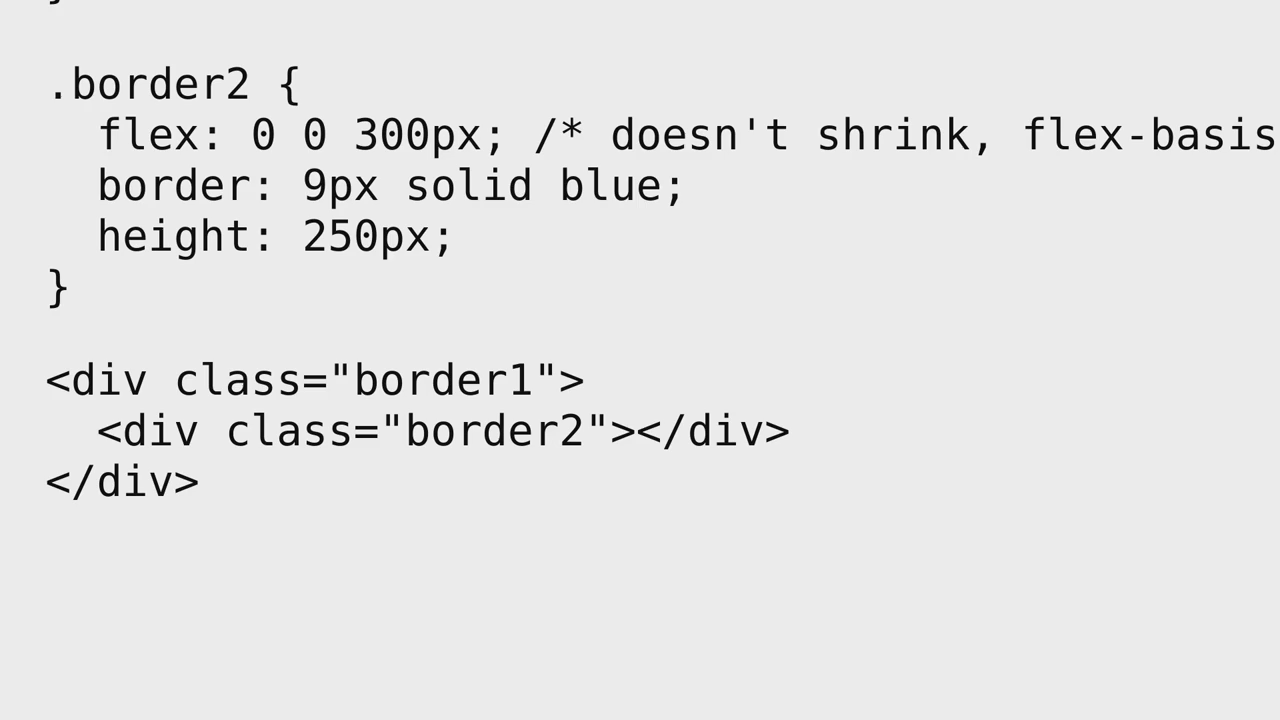 }
.border2 {
  flex: 0 0 300px; /* doesn't shrink, flex-basis
  border: 9px solid blue;
  height: 250px;
}
<div class="border1">
  <div class="border2"></div>
</div>